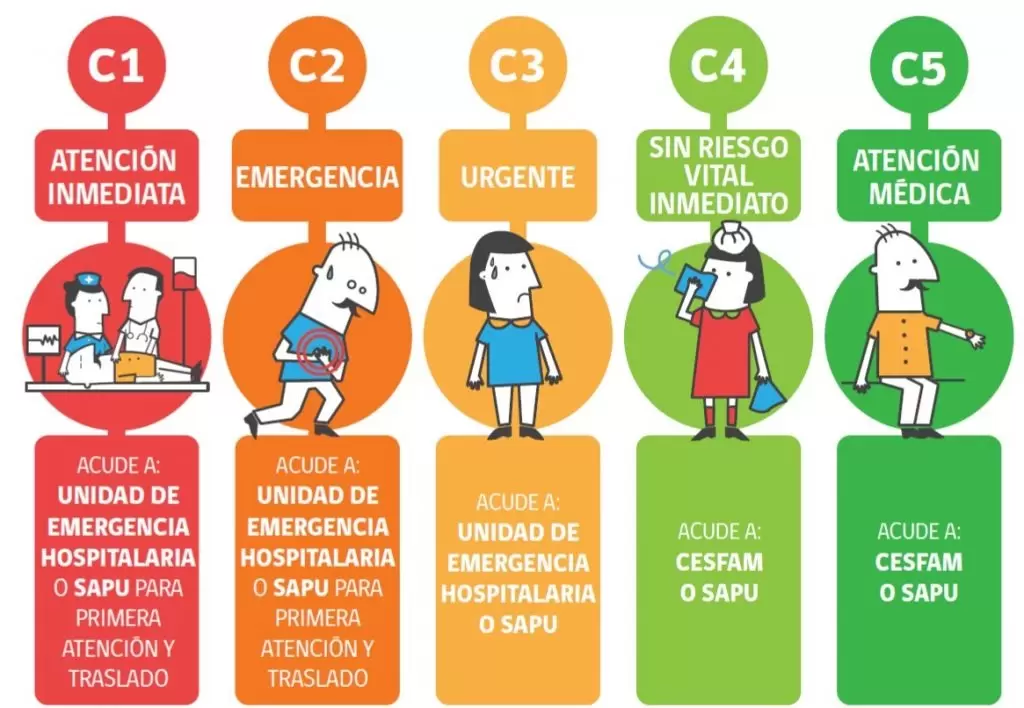 C1
ATENCIÓN
INMEDIATA
ACUDE A:
UNIDAD DE
EMERGENCIA
HOSPITALARIA
O SAPU PARA
PRIMERA
ATENCIÓN Y
TRASLADO
C2
EMERGENCIA
ACUDE A:
UNIDAD DE
EMERGENCIA
HOSPITALARIA
O SAPU PARA
PRIMERA
ATENCIÓN Y
TRASLADO
C3
URGENTE
ACUDE A:
UNIDAD DE
EMERGENCIA
HOSPITALARIA
O SAPU
C4
SIN RIESGO
VITAL
INMEDIATO
ACUDE A:
CESFAM
O SAPU
C5
ATENCIÓN
MÉDICA
ACUDE A:
CESFAM
O SAPU